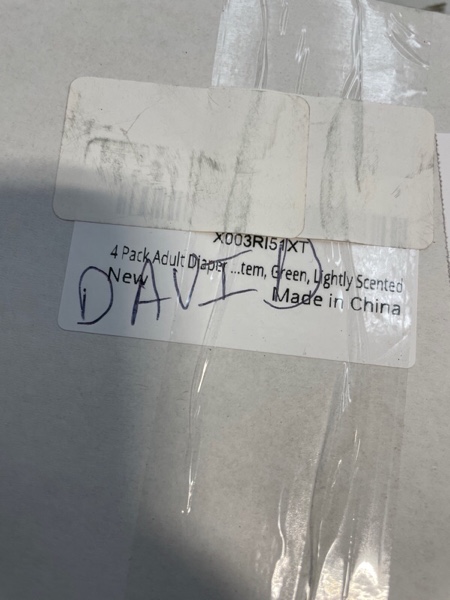 X003RI51XT
4 Pack Adult Diaper ...tem, Green, Lightly Scented
New
Made in China
DAVID